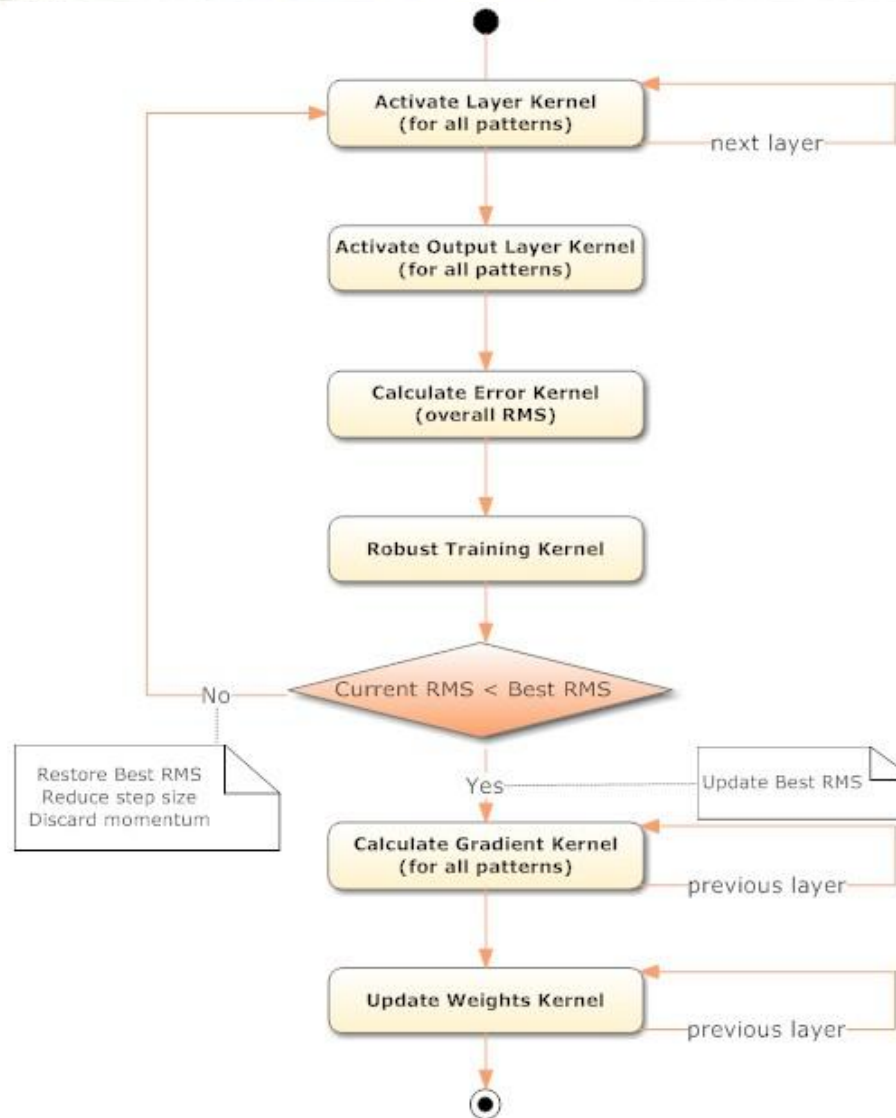 Activate Layer Kernel
(for all patterns)
next layer
Activate Output Layer Kernel
(for all patterns)
Calculate Error Kernel
(overall RMS)
Robust Training Kernel
Current RMS < Best RMS
No
Restore Best RMS
Reduce step size
Discard momentum
Yes
Update Best RMS
Calculate Gradient Kernel
(for all patterns)
previous layer
Update Weights Kernel
previous layer